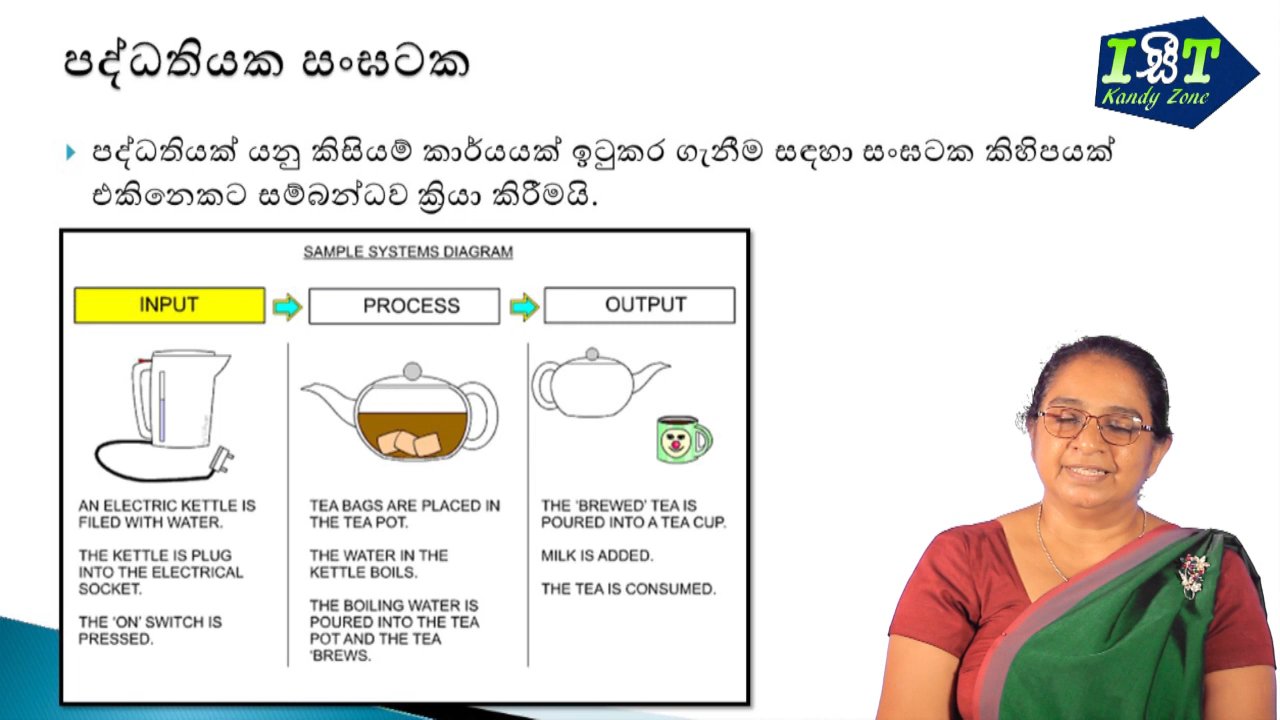 පද්ධතියක සංඝටක
I සී T
Kandy Zone
පද්ධතියක් යනු කිසියම් කාර්යයක් ඉටුකර ගැනීම සඳහා සංඝටක කිහිපයක්
එකිනෙකට සම්බන්ධව ක්‍රියා කිරීමයි.
SAMPLE SYSTEMS DIAGRAM
INPUT
PROCESS
OUTPUT
AN ELECTRIC KETTLE IS
FILED WITH WATER.
THE KETTLE IS PLUG
INTO THE ELECTRICAL
SOCKET.
THE 'ON' SWITCH IS
PRESSED.
TEA BAGS ARE PLACED IN
THE TEA POT.
THE WATER IN THE
KETTLE BOILS.
THE BOILING WATER IS
POURED INTO THE TEA
POT AND THE TEA
'BREWS.
THE 'BREWED' TEA IS
POURED INTO A TEA CUP.
MILK IS ADDED.
THE TEA IS CONSUMED.